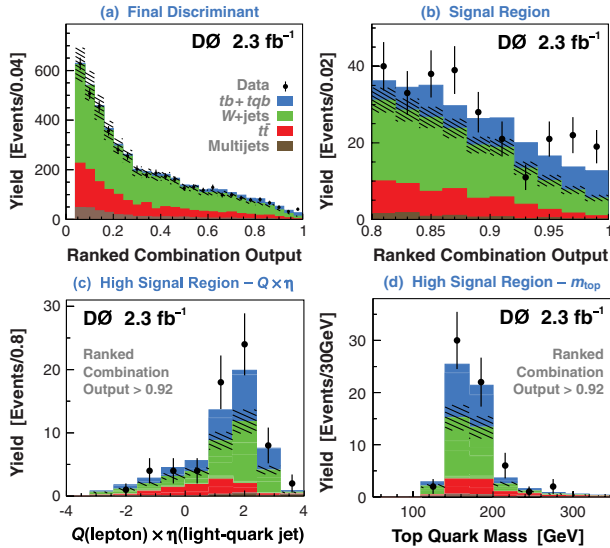 (a) Final Discriminant
DØ 2.3 fb⁻¹
Data
tb+tqb
W+jets
tt̄
Multijets
Yield [Events/0.04]
600
400
200
0
0 0.2 0.4 0.6 0.8 1
Ranked Combination Output
(b) Signal Region
DØ 2.3 fb⁻¹
Yield [Events/0.02]
40
20
0
0.8 0.85 0.9 0.95 1
Ranked Combination Output
(c) High Signal Region – Q×η
DØ 2.3 fb⁻¹
Ranked
Combination
Output > 0.92
Yield [Events/0.8]
30
20
10
0
-4 -2 0 2 4
Q(lepton) × η(light-quark jet)
(d) High Signal Region – mtop
DØ 2.3 fb⁻¹
Ranked
Combination
Output > 0.92
Yield [Events/30GeV]
30
20
10
0
100 200 300
Top Quark Mass [GeV]